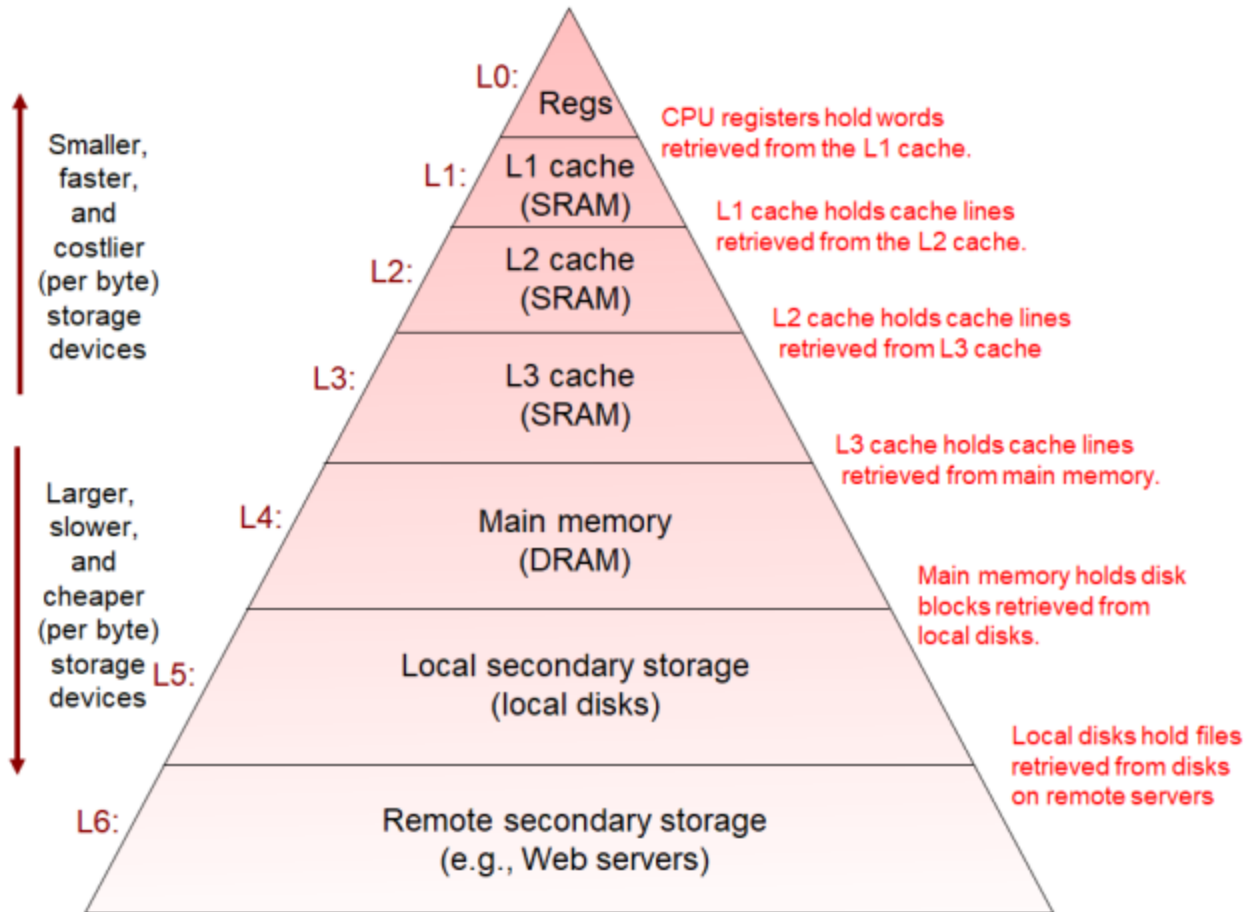 L0:
Regs
CPU registers hold words
retrieved from the L1 cache.
Smaller,
faster,
and
costlier
(per byte)
storage
devices
L1:
L1 cache
(SRAM)
L1 cache holds cache lines
retrieved from the L2 cache.
L2:
L2 cache
(SRAM)
L2 cache holds cache lines
retrieved from L3 cache
L3:
L3 cache
(SRAM)
L3 cache holds cache lines
retrieved from main memory.
Larger,
slower,
and
cheaper
(per byte)
storage
devices
L4:
Main memory
(DRAM)
Main memory holds disk
blocks retrieved from
local disks.
L5:
Local secondary storage
(local disks)
Local disks hold files
retrieved from disks
on remote servers
L6:
Remote secondary storage
(e.g., Web servers)